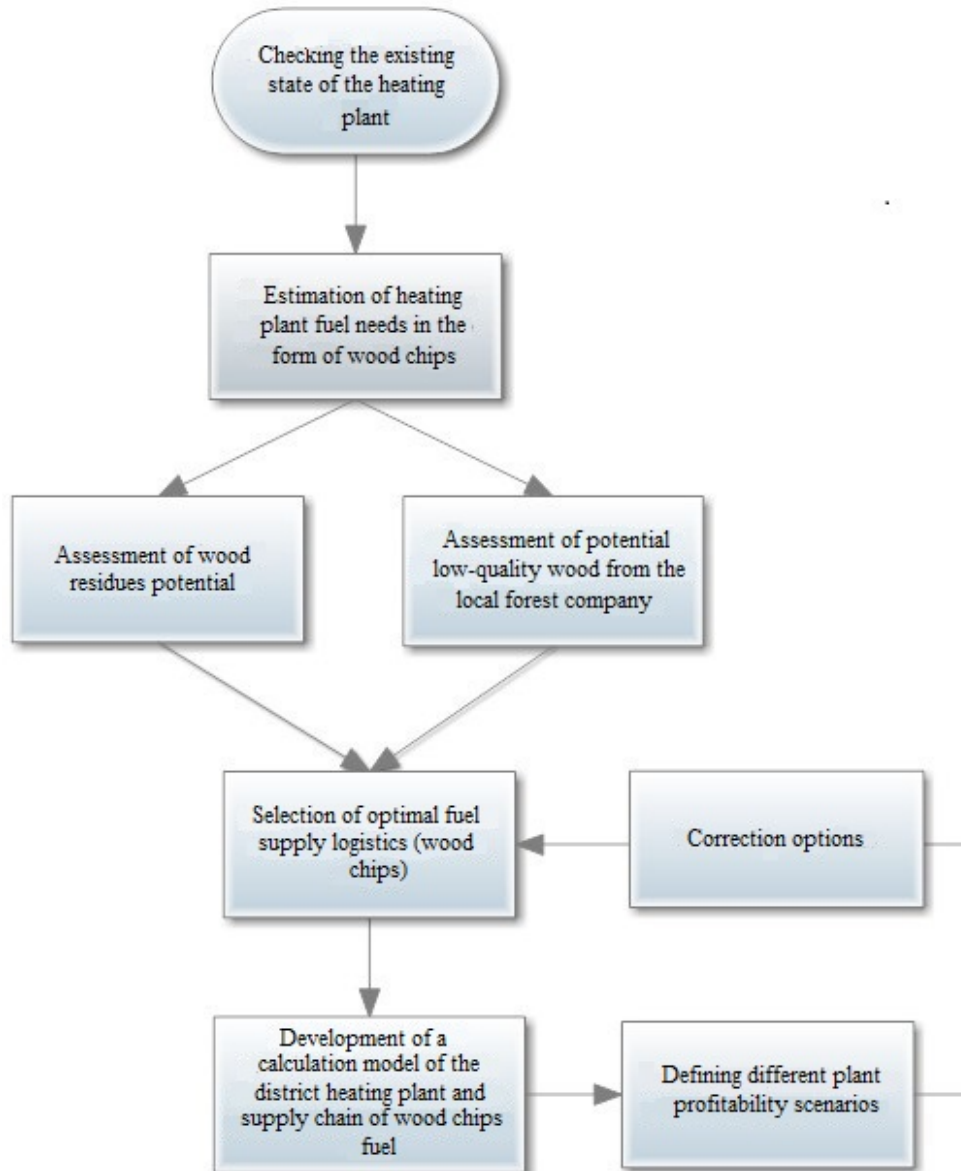 Checking the existing
state of the heating
plant
Estimation of heating
plant fuel needs in the
form of wood chips
Assessment of wood
residues potential
Assessment of potential
low-quality wood from the
local forest company
Selection of optimal fuel
supply logistics (wood
chips)
Correction options
Development of a
calculation model of the
district heating plant and
supply chain of wood chips
fuel
Defining different plant
profitability scenarios